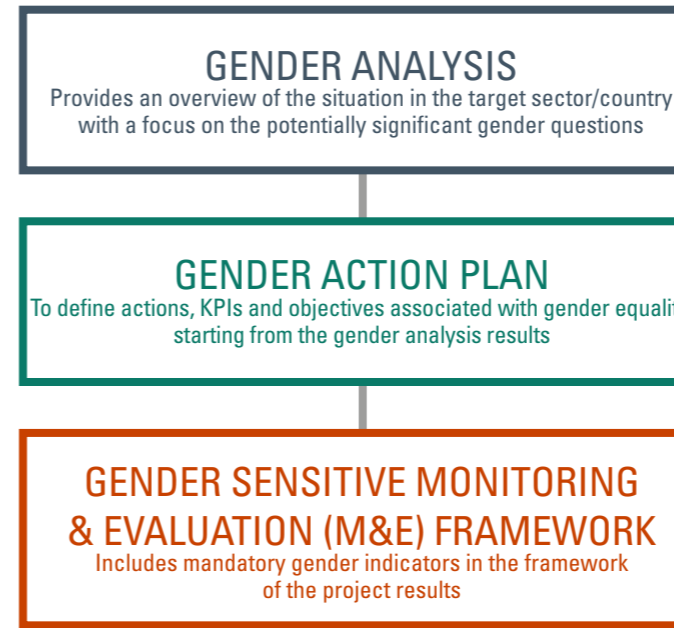 GENDER ANALYSIS
Provides an overview of the situation in the target sector/country
with a focus on the potentially significant gender questions
GENDER ACTION PLAN
To define actions, KPIs and objectives associated with gender
starting from the gender analysis results
GENDER SENSITIVE MONITORING
& EVALUATION (M&E) FRAMEWORK
Includes mandatory gender indicators in the framework
of the project results